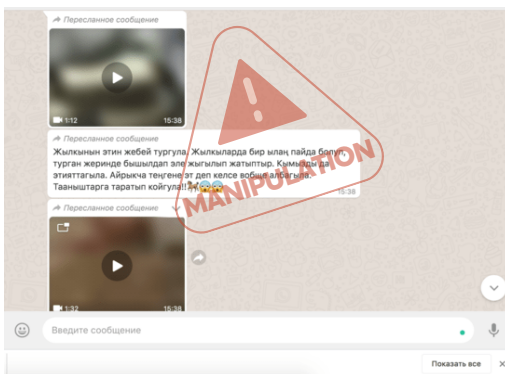 Пересланное сообщение
1:12 15:38
Пересланное сообщение
Жылкынын этин жебей тургула. Жылкыларда бир ылаң пайда болуп,
турган жеринде бышылдап эле жыгылып жатыптыр. Кымызды да
этияттагыла. Айрыкча теңгене эт деп келсе вобще албагыла.
Тааныштарга таратып койгула!!
15:38
MANIPULATION
Пересланное сообщение
1:32 15:38
Введите сообщение
Показать все